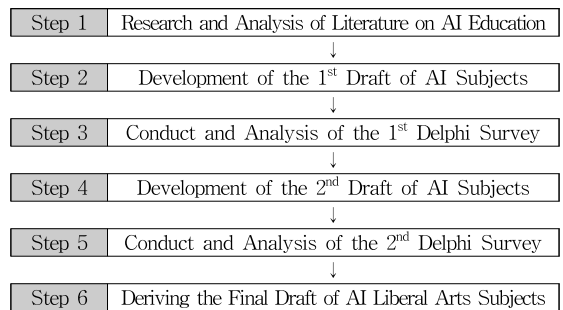 Step 1 Research and Analysis of Literature on AI Education
↓
Step 2 Development of the 1st Draft of AI Subjects
↓
Step 3 Conduct and Analysis of the 1st Delphi Survey
↓
Step 4 Development of the 2nd Draft of AI Subjects
↓
Step 5 Conduct and Analysis of the 2nd Delphi Survey
↓
Step 6 Deriving the Final Draft of AI Liberal Arts Subjects